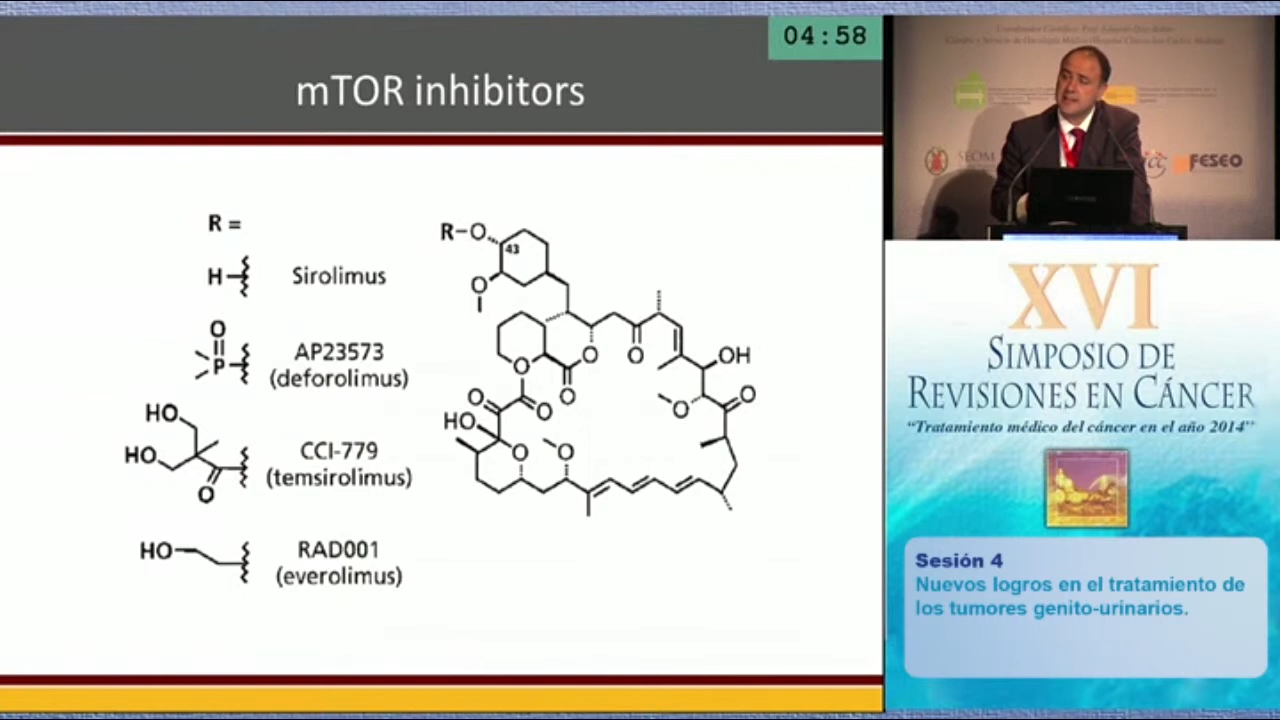 04:58
mTOR inhibitors
R =
H
Sirolimus
O
P
AP23573
(deforolimus)
HO
HO
O
CCI-779
(temsirolimus)
HO
RAD001
(everolimus)
R-O
43
O
O
O
OH
O
O
O
O
O
O
O
HO
O
O
SEOM
FESEO
XVI
SIMPOSIO DE
REVISIONES EN CÁNCER
“Tratamiento médico del cáncer en el año 2014”
Sesión 4
Nuevos logros en el tratamiento de
los tumores genito-urinarios.